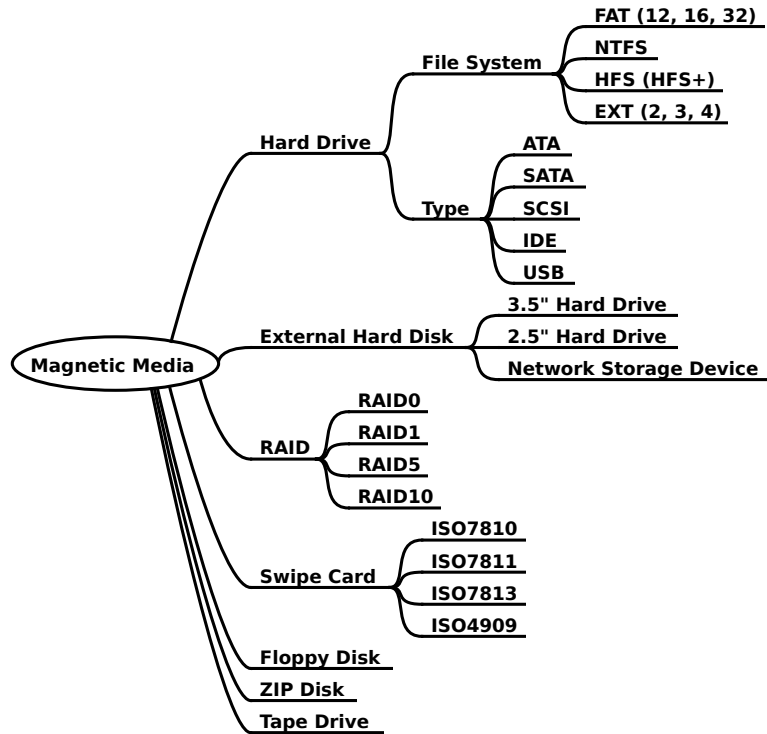 FAT (12, 16, 32)
NTFS
File System
HFS (HFS+)
EXT (2, 3, 4)
Hard Drive
ATA
SATA
Type
SCSI
IDE
USB
3.5" Hard Drive
External Hard Disk
2.5" Hard Drive
Network Storage Device
Magnetic Media
RAID0
RAID1
RAID
RAID5
RAID10
ISO7810
ISO7811
Swipe Card
ISO7813
ISO4909
Floppy Disk
ZIP Disk
Tape Drive